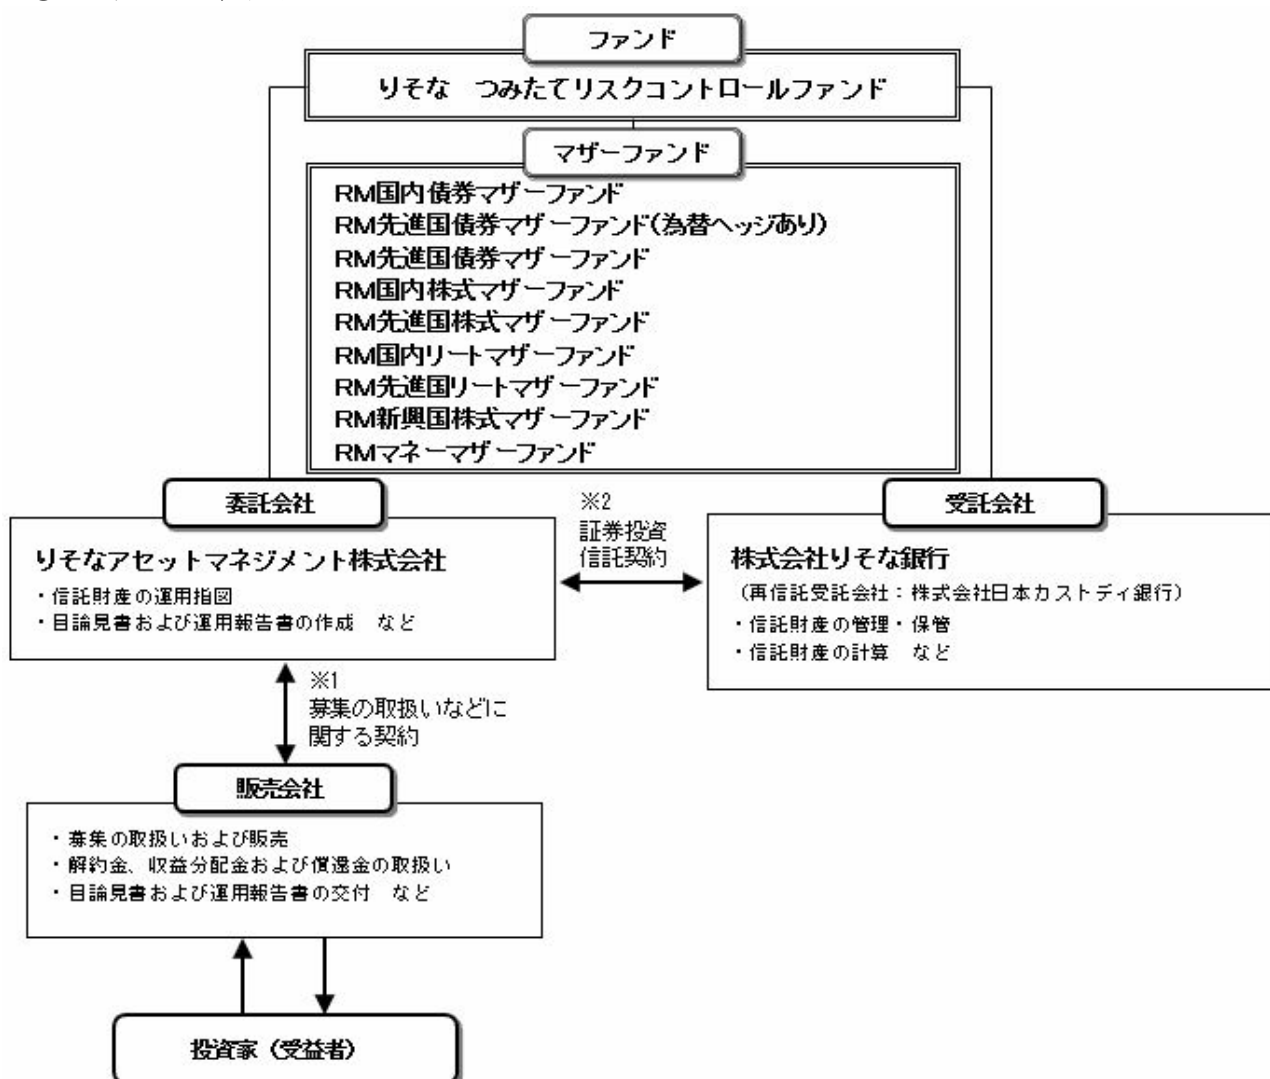 ファンド
りそな つみたてリスクコントロールファンド
マザーファンド
RM国内債券マザーファンド
RM先進国債券マザーファンド(為替ヘッジあり)
RM先進国債券マザーファンド
RM国内株式マザーファンド
RM先進国株式マザーファンド
RM国内リートマザーファンド
RM先進国リートマザーファンド
RM新興国株式マザーファンド
RMマネーマザーファンド
委託会社
りそなアセットマネジメント株式会社
・信託財産の運用指図
・目論見書および運用報告書の作成 など
※2
証券投資
信託契約
受託会社
株式会社りそな銀行
(再信託受託会社:株式会社日本カストディ銀行)
・信託財産の管理・保管
・信託財産の計算 など
※1
募集の取扱いなどに
関する契約
販売会社
・募集の取扱いおよび販売
・解約金、収益分配金および償還金の取扱い
・目論見書および運用報告書の交付 など
投資家(受益者)